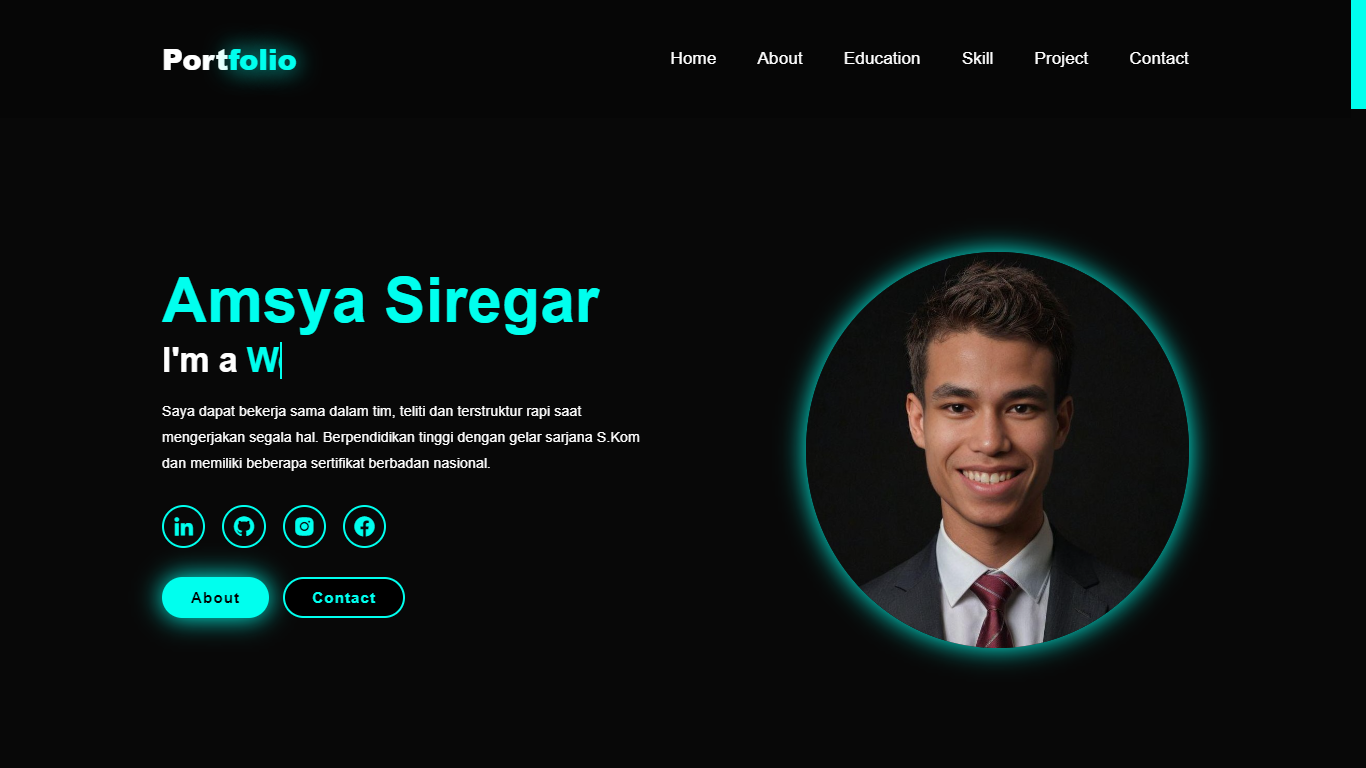 Portfolio
Home About Education Skill Project Contact
Amsya Siregar
I'm a W
Saya dapat bekerja sama dalam tim, teliti dan terstruktur rapi saat
mengerjakan segala hal. Berpendidikan tinggi dengan gelar sarjana S.Kom
dan memiliki beberapa sertifikat berbadan nasional.
in
About Contact